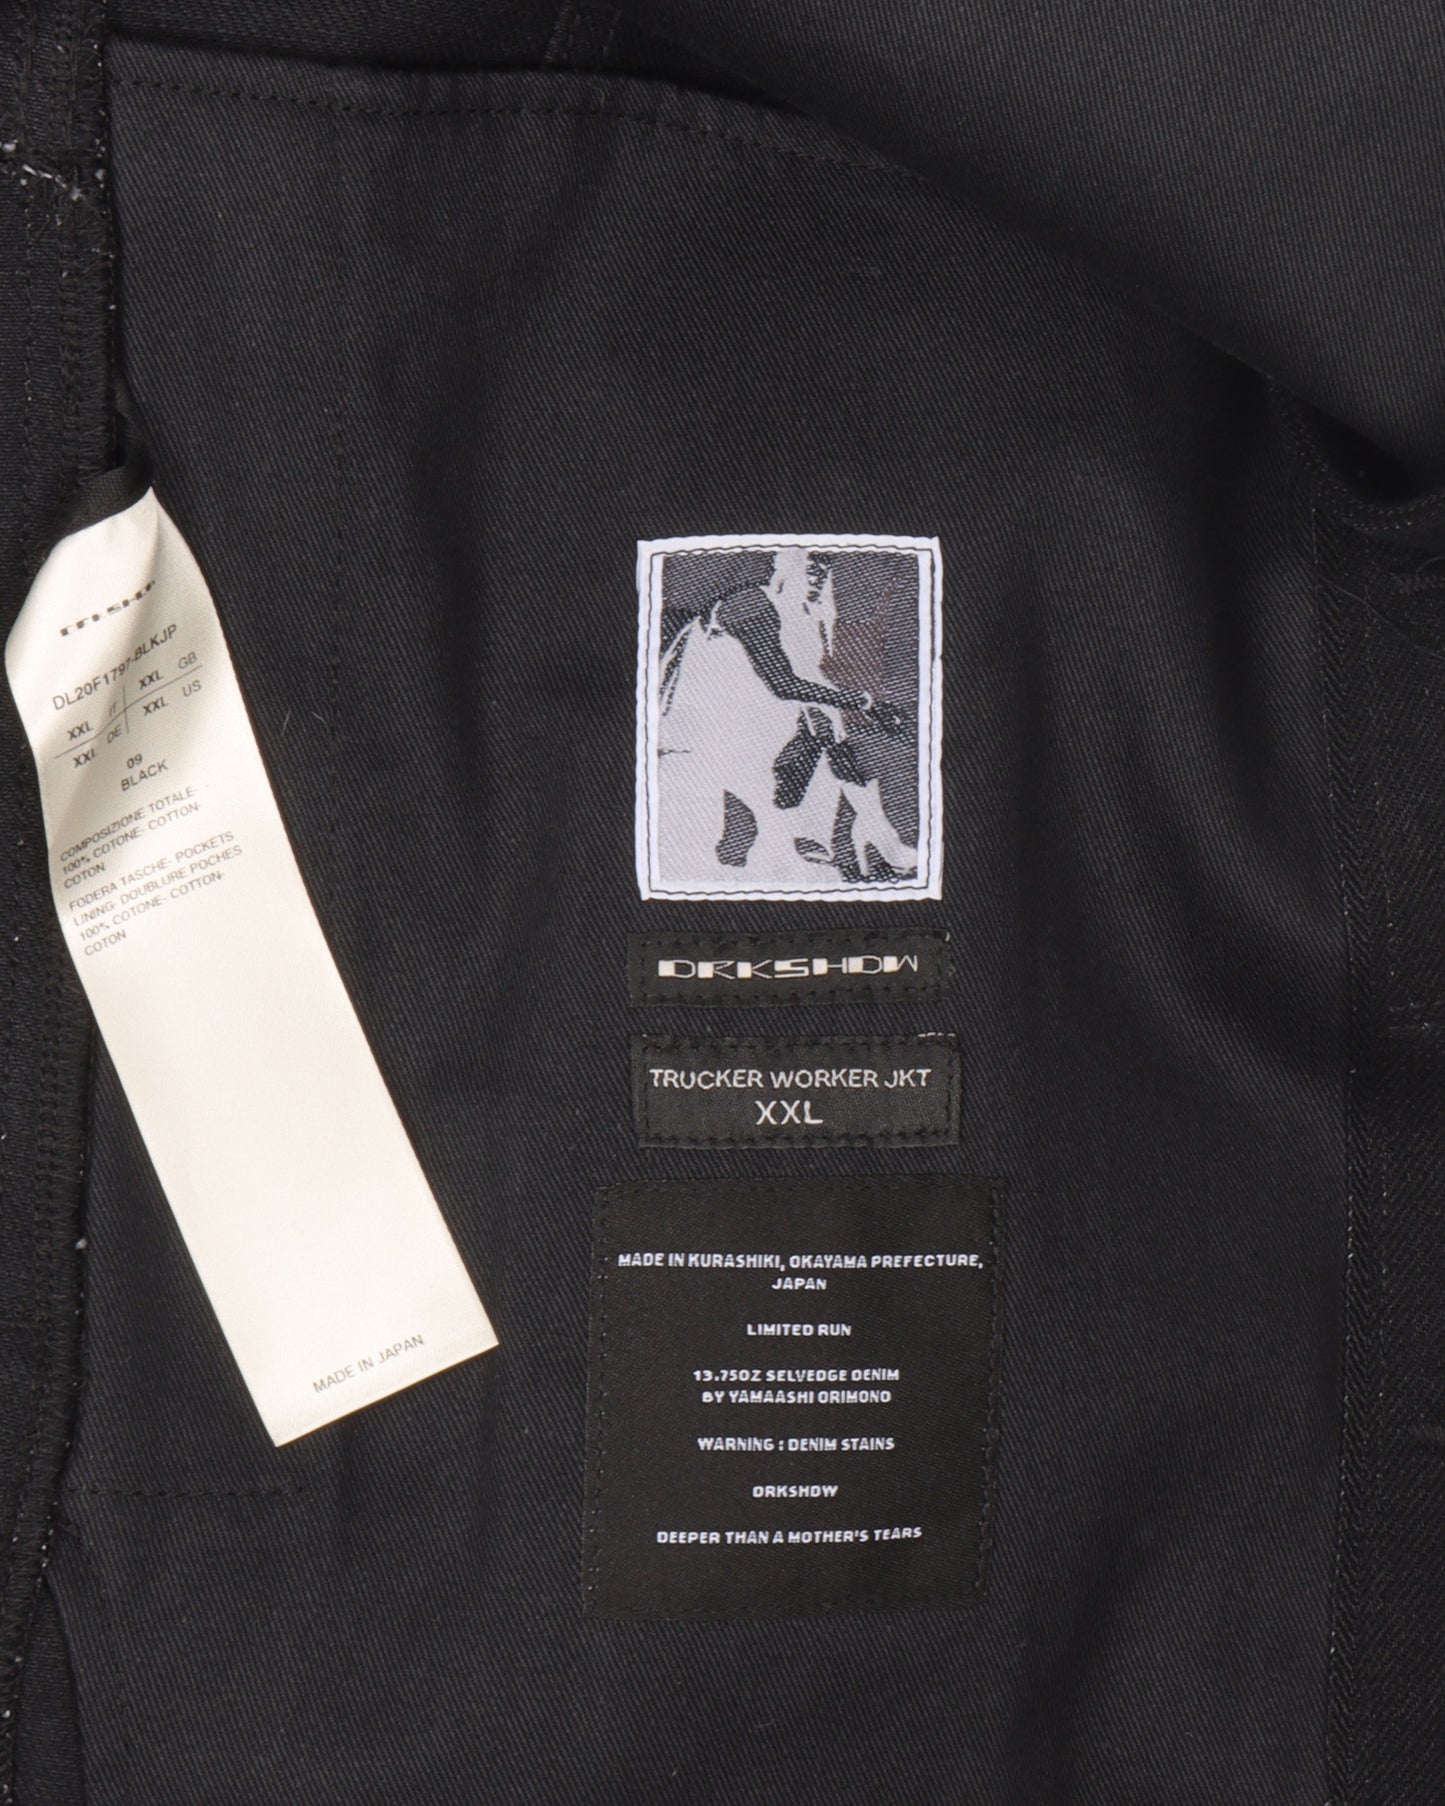 DRKSHDW
DL20F1797-BLKJP
XXL IT XXL GB
XXL DE XXL US
09
BLACK
COMPOSIZIONE TOTALE-
100% COTONE- COTTON-
COTON
FODERA TASCHE- POCKETS
LINING- DOUBLURE POCHES
100% COTONE- COTTON-
COTON
MADE IN JAPAN
DRKSHDW
TRUCKER WORKER JKT
XXL
MADE IN KURASHIKI, OKAYAMA PREFECTURE,
JAPAN
LIMITED RUN
13.75OZ SELVEDGE DENIM
BY YAMAASHI ORIMONO
WARNING : DENIM STAINS
DRKSHDW
DEEPER THAN A MOTHER'S TEARS